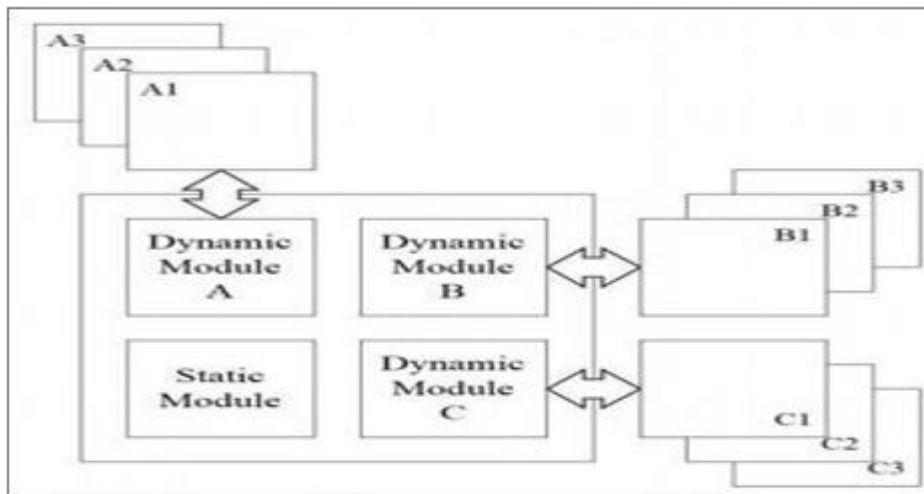 A3
A2
A1
B3
B2
B1
Dynamic
Module
A
Dynamic
Module
B
Static
Module
Dynamic
Module
C
C1
C2
C3